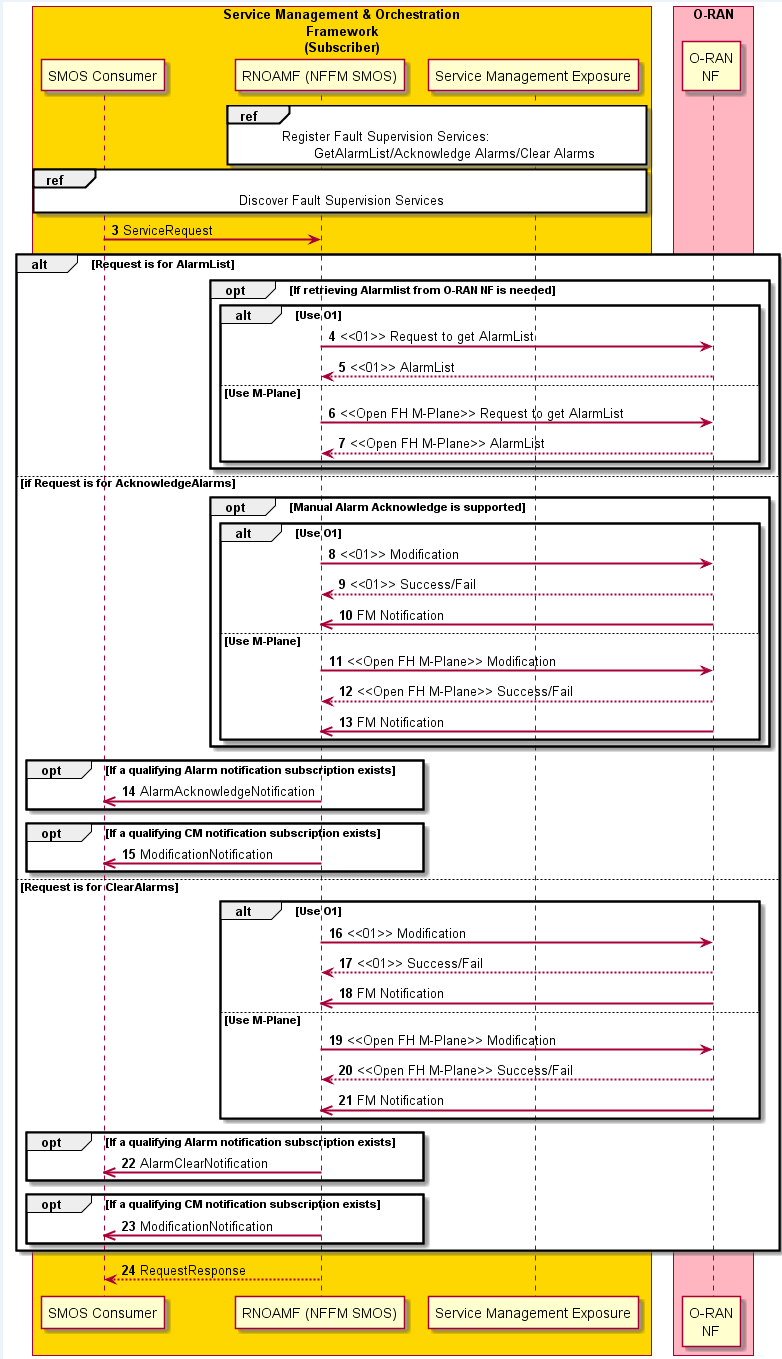 Service Management & Orchestration
Framework
(Subscriber)
O-RAN
SMOS Consumer
RNOAMF (NFFM SMOS)
Service Management Exposure
O-RAN
NF
ref
Register Fault Supervision Services:
GetAlarmList/Acknowledge Alarms/Clear Alarms
ref
Discover Fault Supervision Services
3 ServiceRequest
alt [Request is for AlarmList]
opt [If retrieving Alarmlist from O-RAN NF is needed]
alt [Use O1]
4 <<O1>> Request to get AlarmList
5 <<O1>> AlarmList
[Use M-Plane]
6 <<Open FH M-Plane>> Request to get AlarmList
7 <<Open FH M-Plane>> AlarmList
[if Request is for AcknowledgeAlarms]
opt [Manual Alarm Acknowledge is supported]
alt [Use O1]
8 <<O1>> Modification
9 <<O1>> Success/Fail
10 FM Notification
[Use M-Plane]
11 <<Open FH M-Plane>> Modification
12 <<Open FH M-Plane>> Success/Fail
13 FM Notification
opt [If a qualifying Alarm notification subscription exists]
14 AlarmAcknowledgeNotification
opt [If a qualifying CM notification subscription exists]
15 ModificationNotification
[Request is for ClearAlarms]
alt [Use O1]
16 <<O1>> Modification
17 <<O1>> Success/Fail
18 FM Notification
[Use M-Plane]
19 <<Open FH M-Plane>> Modification
20 <<Open FH M-Plane>> Success/Fail
21 FM Notification
opt [If a qualifying Alarm notification subscription exists]
22 AlarmClearNotification
opt [If a qualifying CM notification subscription exists]
23 ModificationNotification
24 RequestResponse
SMOS Consumer
RNOAMF (NFFM SMOS)
Service Management Exposure
O-RAN
NF